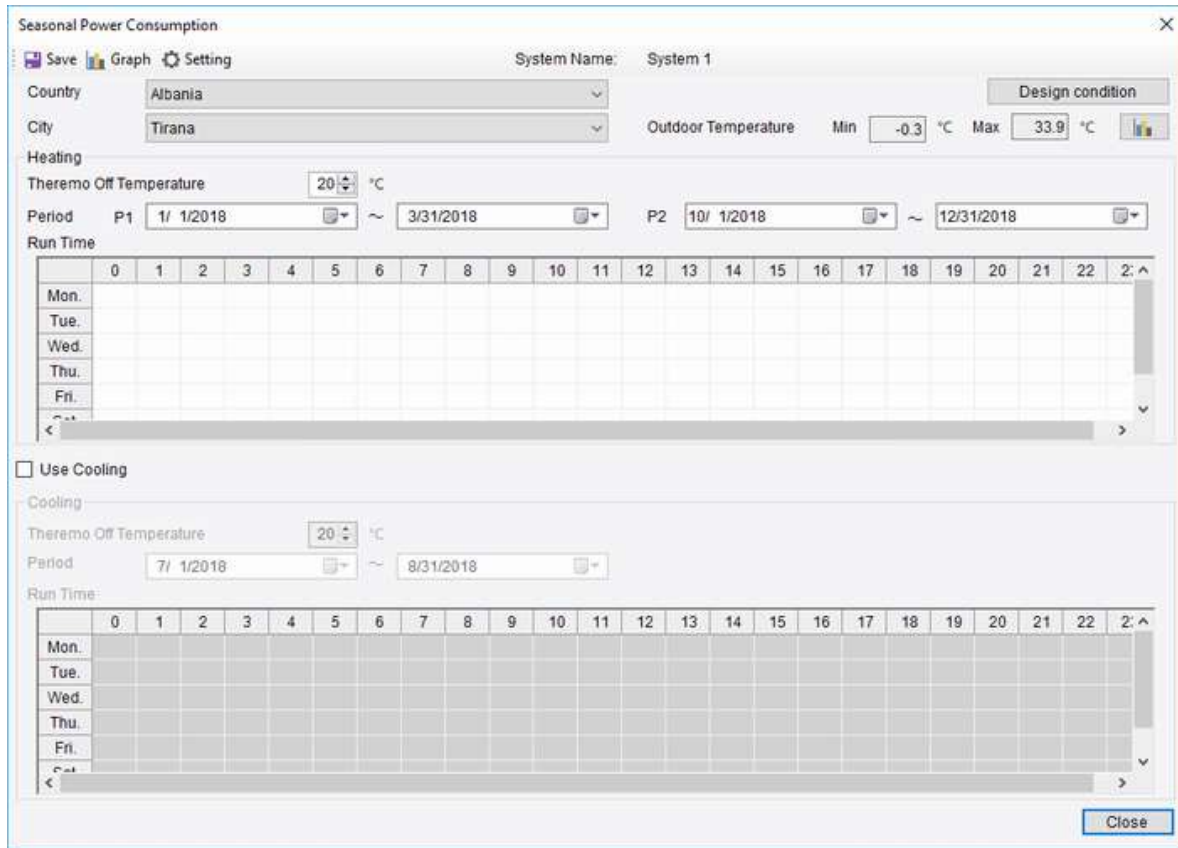 Seasonal Power Consumption
Save Graph Setting System Name: System 1
Country Albania Design condition
City Tirana Outdoor Temperature Min -0.3 °C Max 33.9 °C
Heating
Theremo Off Temperature 20 °C
Period P1 1/ 1/2018 ~ 3/31/2018 P2 10/ 1/2018 ~ 12/31/2018
Run Time
0 1 2 3 4 5 6 7 8 9 10 11 12 13 14 15 16 17 18 19 20 21 22
Mon.
Tue.
Wed.
Thu.
Fri.
Use Cooling
Cooling
Theremo Off Temperature 20 °C
Period 7/ 1/2018 ~ 8/31/2018
Run Time
0 1 2 3 4 5 6 7 8 9 10 11 12 13 14 15 16 17 18 19 20 21 22
Mon.
Tue.
Wed.
Thu.
Fri.
Close